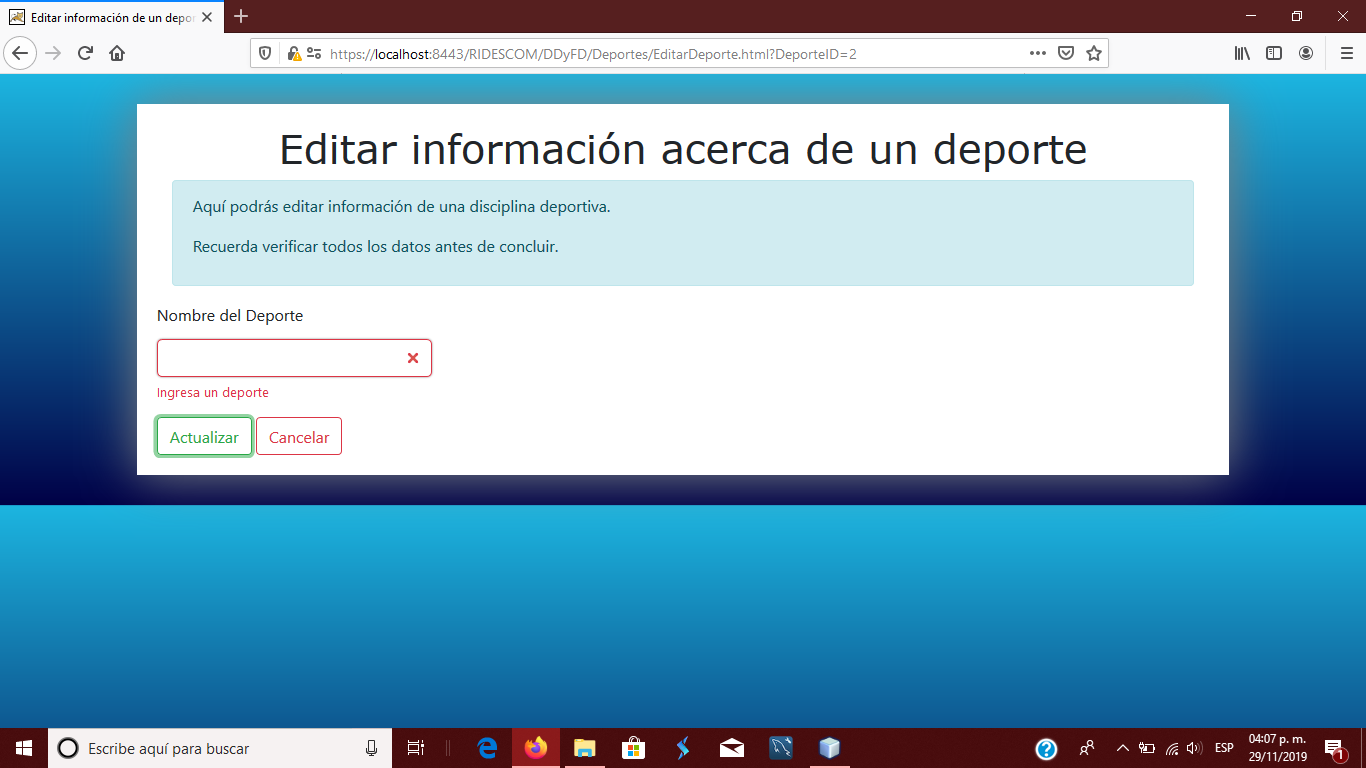 Editar información de un depor
https://localhost:8443/RIDESCOM/DDyFD/Deportes/EditarDeporte.html?DeporteID=2
Editar información acerca de un deporte
Aquí podrás editar información de una disciplina deportiva.
Recuerda verificar todos los datos antes de concluir.
Nombre del Deporte
Ingresa un deporte
Actualizar Cancelar
Escribe aquí para buscar
ESP
04:07 p. m.
29/11/2019
1